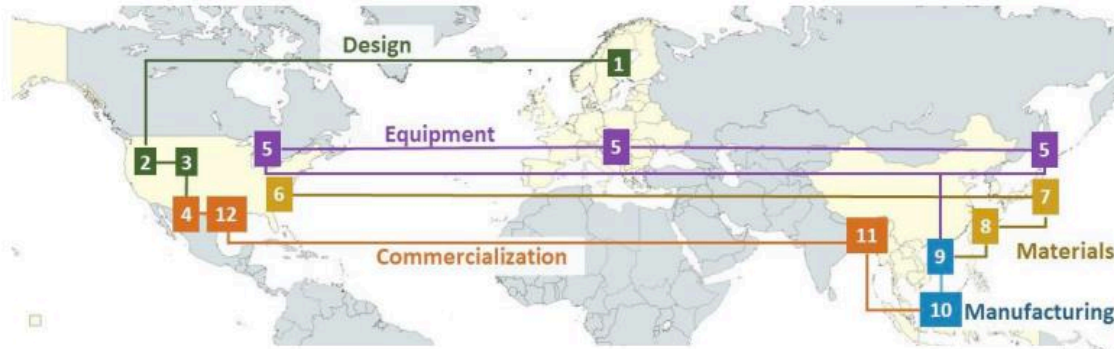 Design
1
2
3
5
Equipment
5
5
6
7
4
12
8
11
Commercialization
9
Materials
10
Manufacturing